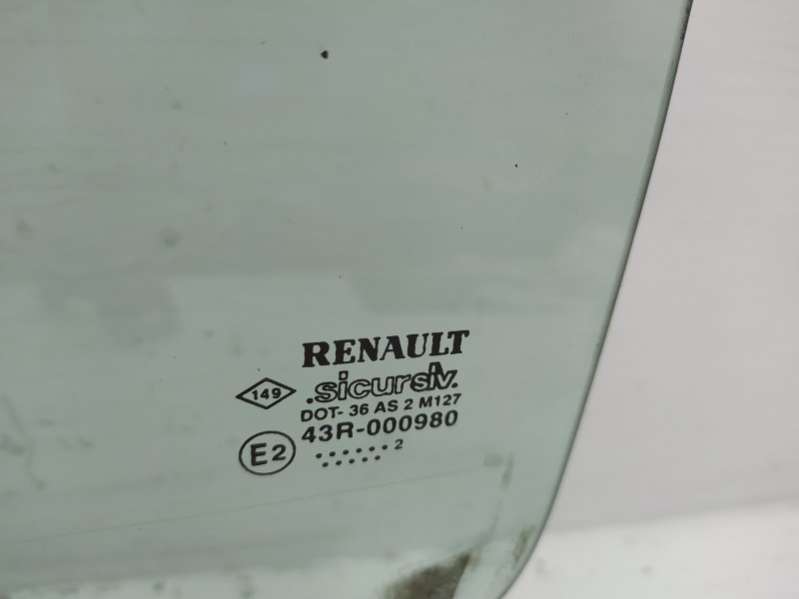 RENAULT
149
.sicursiv.
DOT- 36 AS 2 M127
43R-000980
E2
...... 2
......